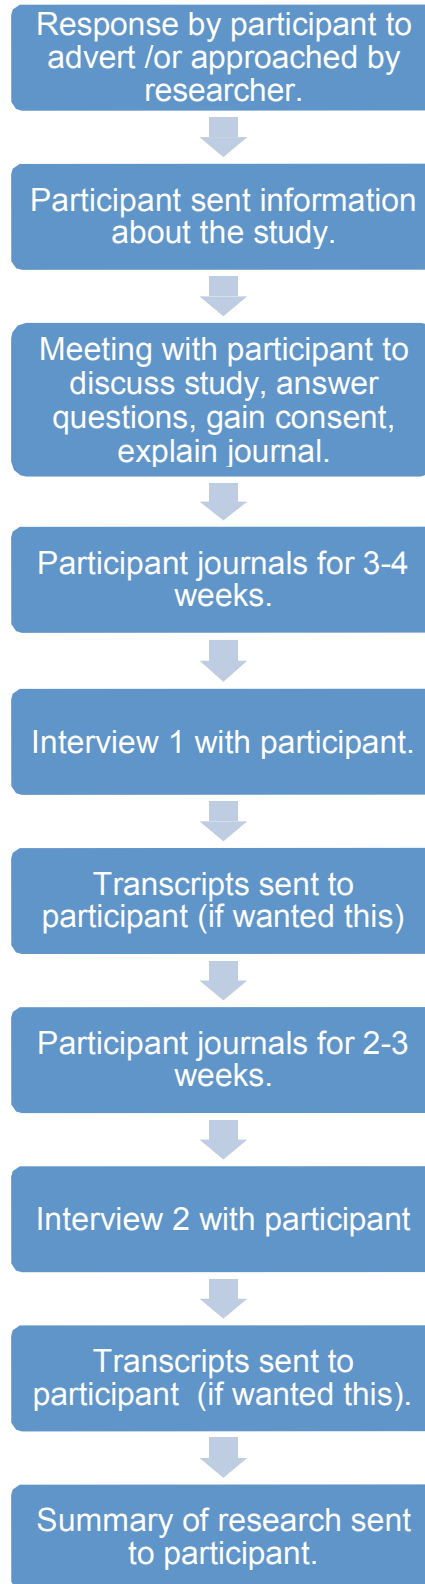 Response by participant to
advert /or approached by
researcher.
Participant sent information
about the study.
Meeting with participant to
discuss study, answer
questions, gain consent,
explain journal.
Participant journals for 3-4
weeks.
Interview 1 with participant.
Transcripts sent to
participant (if wanted this)
Participant journals for 2-3
weeks.
Interview 2 with participant
Transcripts sent to
participant  (if wanted this).
Summary of research sent
to participant.